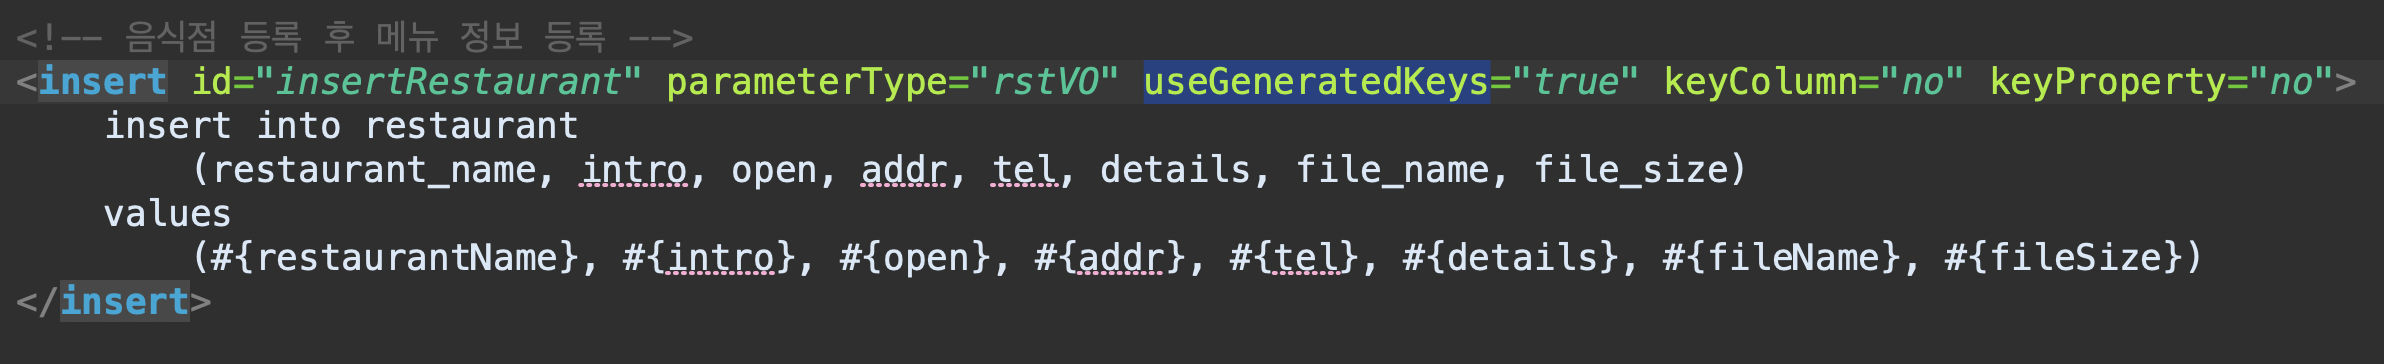 <!-- 음식점 등록 후 메뉴 정보 등록 -->
<insert id="insertRestaurant" parameterType="rstVO" useGeneratedKeys="true" keyColumn="no" keyProperty="no">
insert into restaurant
(restaurant_name, intro, open, addr, tel, details, file_name, file_size)
values
(#{restaurantName}, #{intro}, #{open}, #{addr}, #{tel}, #{details}, #{fileName}, #{fileSize})
</insert>